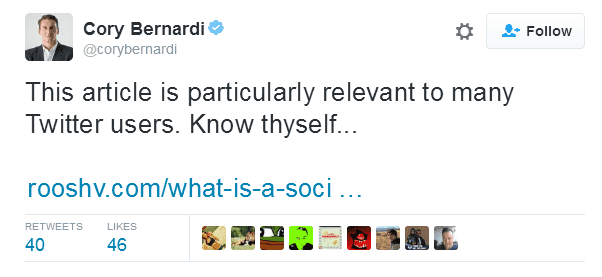 Cory Bernardi
Follow
@corybernardi
This article is particularly relevant to many
Twitter users. Know thyself...
rooshv.com/what-is-a-soci ...
RETWEETS LIKES
40 46